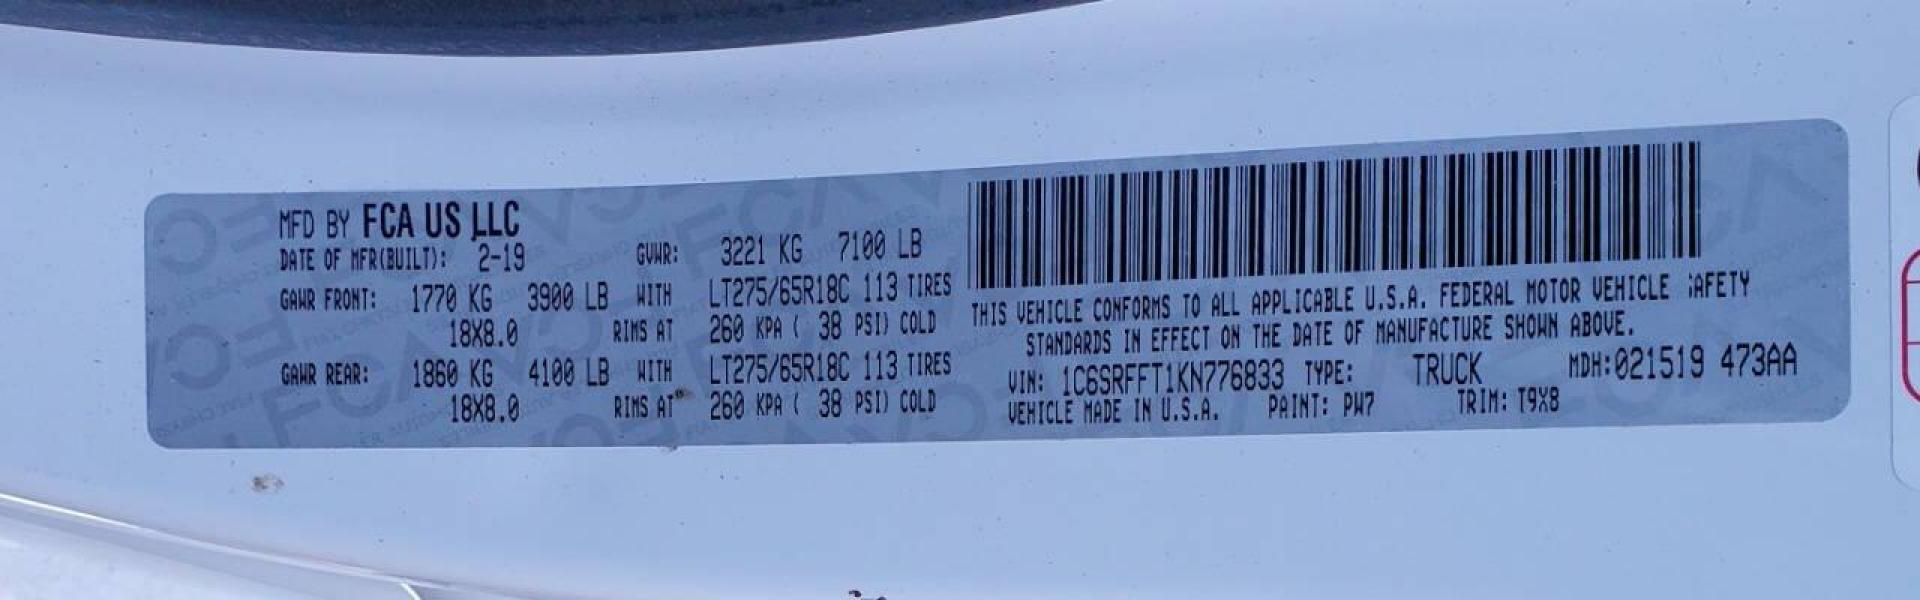 MFD BY FCA US LLC
DATE OF MFR(BUILT): 2-19 GVWR: 3221 KG 7100 LB
GAWR FRONT: 1770 KG 3900 LB WITH LT275/65R18C 113 TIRES
18X8.0 RIMS AT 260 KPA ( 38 PSI) COLD
GAWR REAR: 1860 KG 4100 LB WITH LT275/65R18C 113 TIRES
18X8.0 RIMS AT 260 KPA ( 38 PSI) COLD
THIS VEHICLE CONFORMS TO ALL APPLICABLE U.S.A. FEDERAL MOTOR VEHICLE SAFETY
STANDARDS IN EFFECT ON THE DATE OF MANUFACTURE SHOWN ABOVE.
VIN: 1C6SRFFT1KN776833 TYPE: TRUCK MDH:021519 473AA
VEHICLE MADE IN U.S.A. PAINT: PW7 TRIM: T9X8